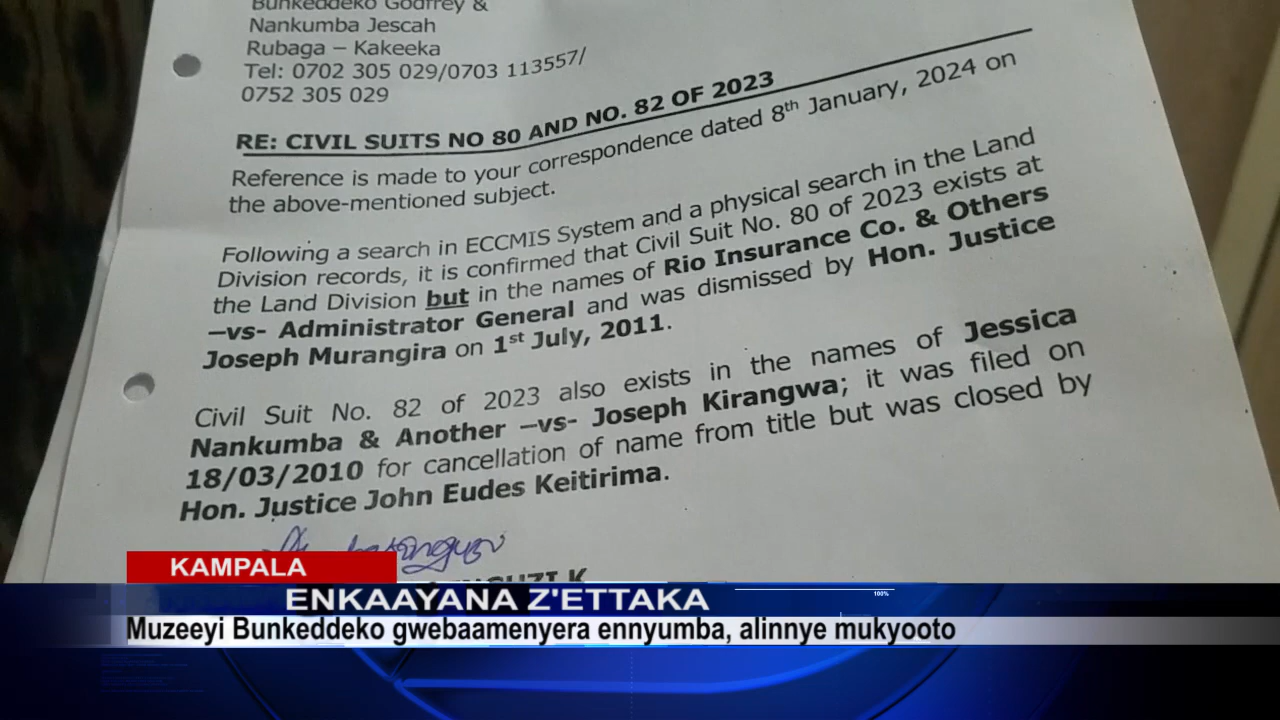 Bunkeddeko Godfrey &
Nankumba Jescah
Rubaga – Kakeeka
Tel: 0702 305 029/0703 113557/
0752 305 029
RE: CIVIL SUITS NO 80 AND NO. 82 OF 2023
Reference is made to your correspondence dated 8th January, 2024 on
the above-mentioned subject.
Following a search in ECCMIS System and a physical search in the Land
Division records, it is confirmed that Civil Suit No. 80 of 2023 exists at
the Land Division but in the names of Rio Insurance Co. & Others
–vs- Administrator General and was dismissed by Hon. Justice
Joseph Murangira on 1st July, 2011.
Civil Suit No. 82 of 2023 also exists in the names of Jessica
Nankumba & Another –vs- Joseph Kirangwa; it was filed on
18/03/2010 for cancellation of name from title but was closed by
Hon. Justice John Eudes Keitirima.
KAMPALA
ENKAAYANA Z'ETTAKA
100%
Muzeeyi Bunkeddeko gwebaamenyera ennyumba, alinnye mukyooto